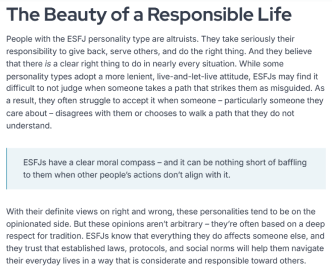 The Beauty of a Responsible Life
People with the ESFJ personality type are altruists. They take seriously their
responsibility to give back, serve others, and do the right thing. And they believe
that there is a clear right thing to do in nearly every situation. While some
personality types adopt a more lenient, live-and-let-live attitude, ESFJs may find it
difficult to not judge when someone takes a path that strikes them as misguided. As
a result, they often struggle to accept it when someone – particularly someone they
care about – disagrees with them or chooses to walk a path that they do not
understand.
ESFJs have a clear moral compass – and it can be nothing short of baffling
to them when other people's actions don't align with it.
With their definite views on right and wrong, these personalities tend to be on the
opinionated side. But these opinions aren't arbitrary – they're often based on a deep
respect for tradition. ESFJs know that everything they do affects someone else, and
they trust that established laws, protocols, and social norms will help them navigate
their everyday lives in a way that is considerate and responsible toward others.